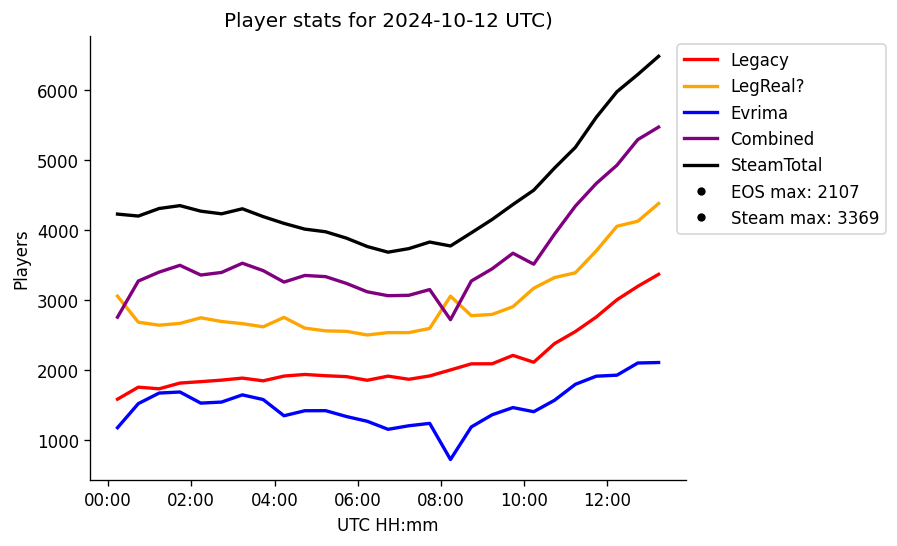 Player stats for 2024-10-12 UTC)
Legacy
LegReal?
Evrima
Combined
SteamTotal
EOS max: 2107
Steam max: 3369
Players
6000
5000
4000
3000
2000
1000
00:00 02:00 04:00 06:00 08:00 10:00 12:00
UTC HH:mm